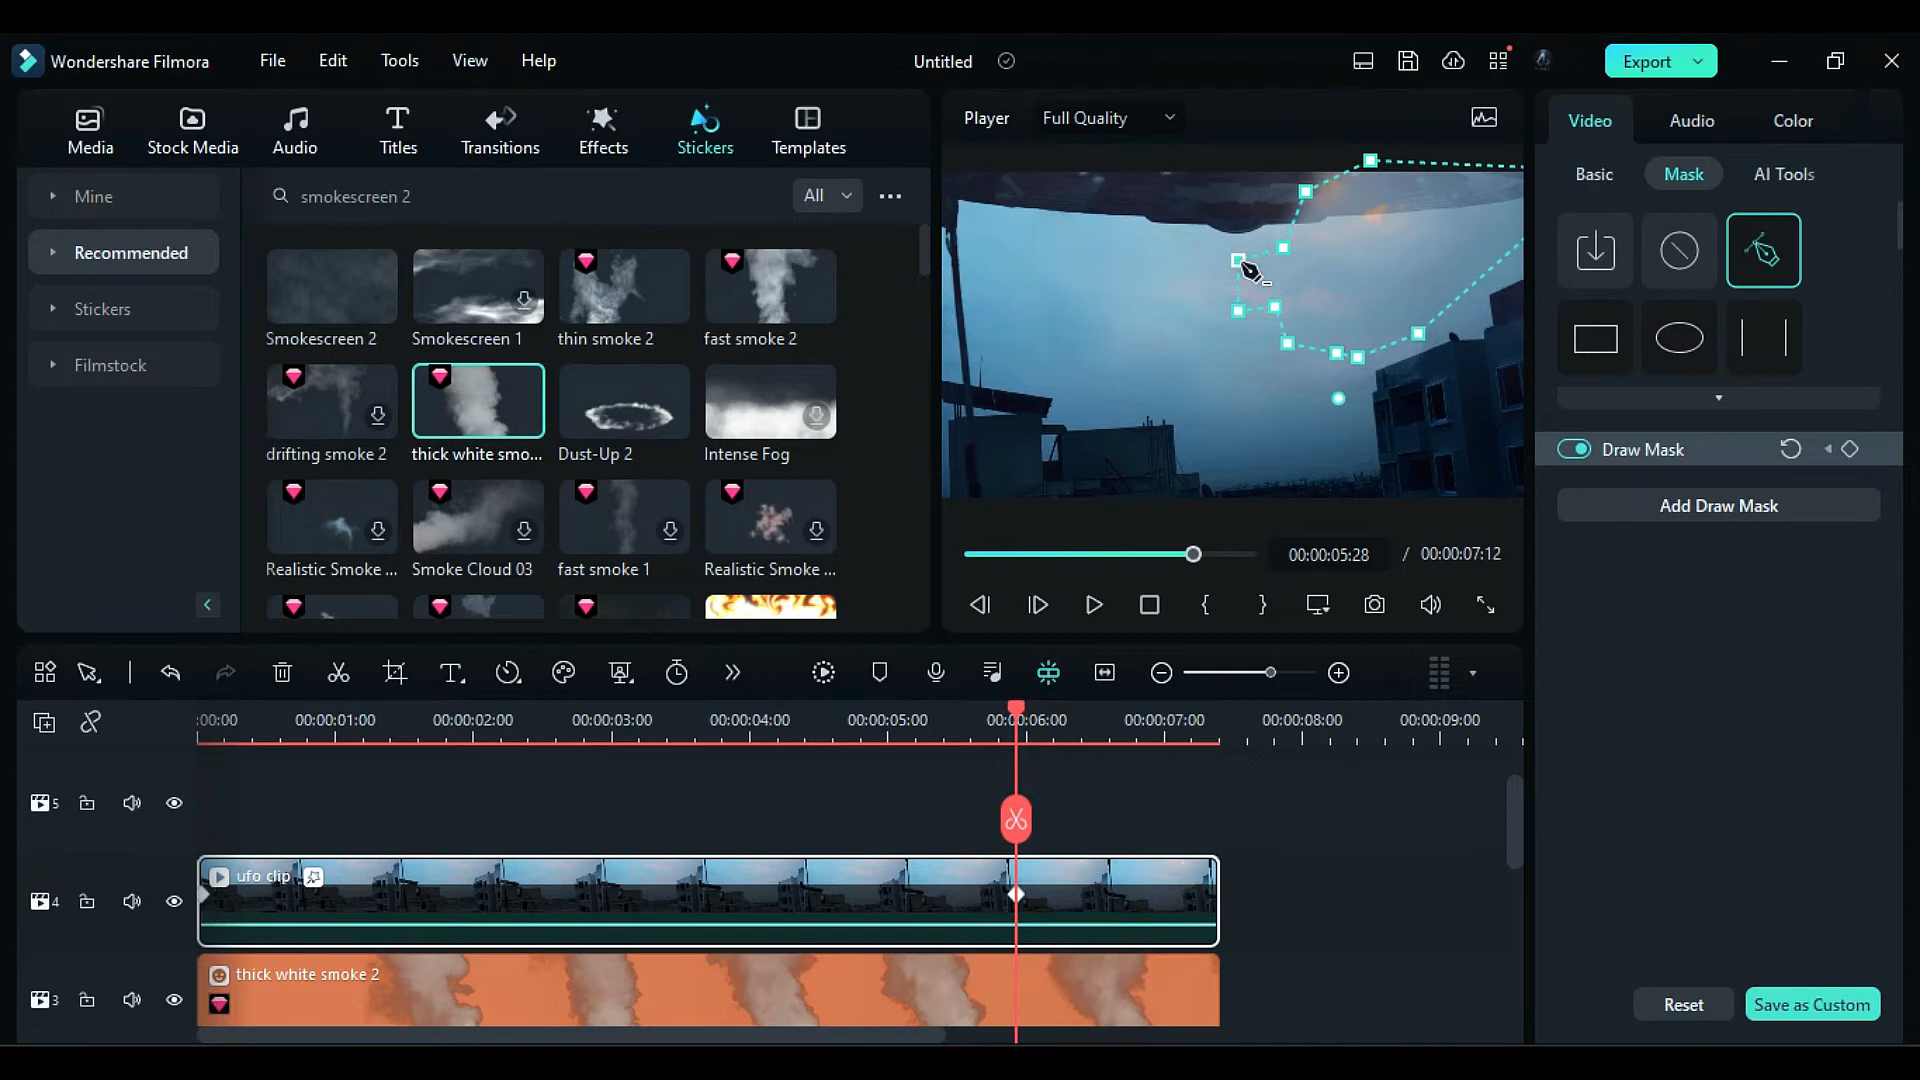 Wondershare Filmora
File
Edit
Tools
View
Help
Untitled
Export
Media
Stock Media
Audio
Titles
Transitions
Effects
Stickers
Templates
Mine
Recommended
Stickers
Filmstock
smokescreen 2
All
Smokescreen 2
Smokescreen 1
thin smoke 2
fast smoke 2
drifting smoke 2
thick white smo...
Dust-Up 2
Intense Fog
Realistic Smoke ...
Smoke Cloud 03
fast smoke 1
Realistic Smoke ...
Player
Full Quality
00:00:05:28
/
00:00:07:12
Video
Audio
Color
Basic
Mask
AI Tools
Draw Mask
Add Draw Mask
Reset
Save as Custom
:00:00
00:00:01:00
00:00:02:00
00:00:03:00
00:00:04:00
00:00:05:00
00:00:06:00
00:00:07:00
00:00:08:00
00:00:09:00
5
4
ufo clip
3
thick white smoke 2